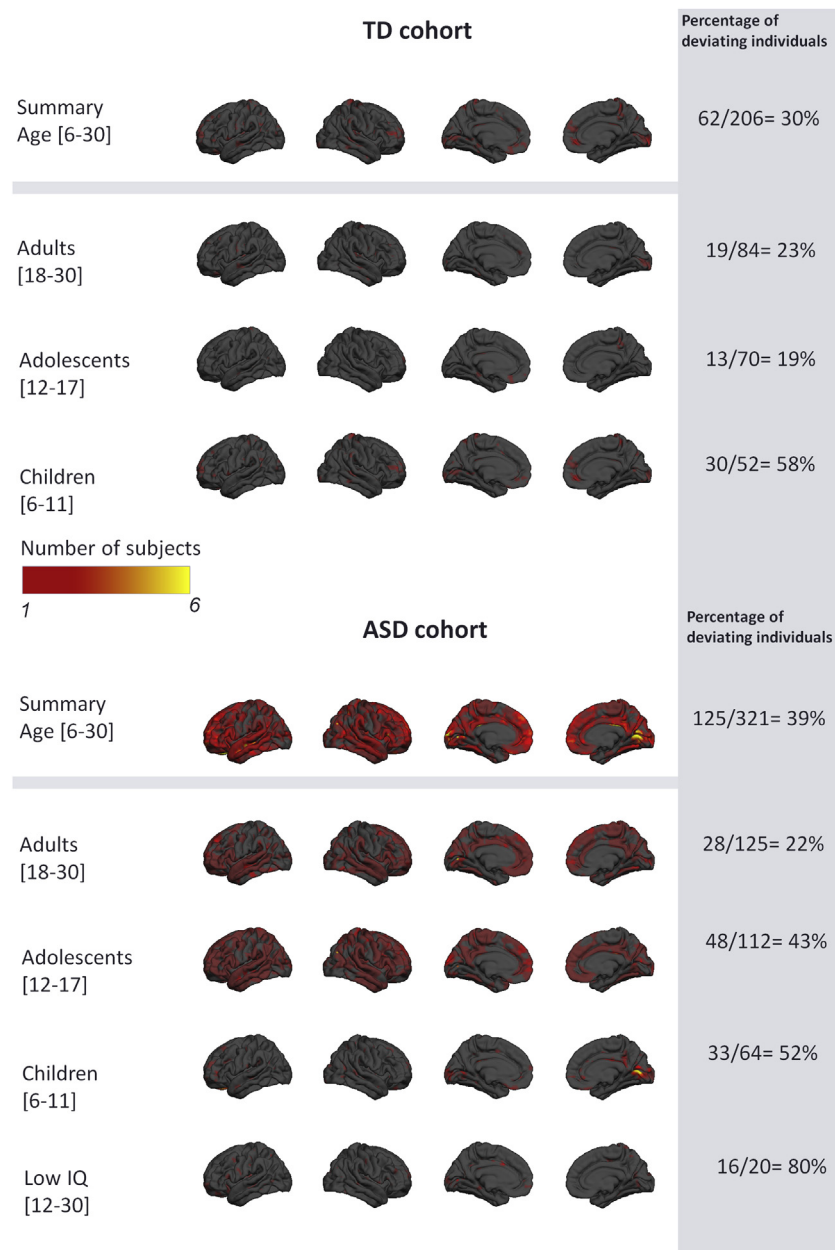 TD cohort
Percentage of
deviating individuals
Summary
Age [6-30]
62/206= 30%
Adults
[18-30]
19/84= 23%
Adolescents
[12-17]
13/70= 19%
Children
[6-11]
30/52= 58%
Number of subjects
1
6
ASD cohort
Percentage of
deviating individuals
Summary
Age [6-30]
125/321= 39%
Adults
[18-30]
28/125= 22%
Adolescents
[12-17]
48/112= 43%
Children
[6-11]
33/64= 52%
Low IQ
[12-30]
16/20= 80%